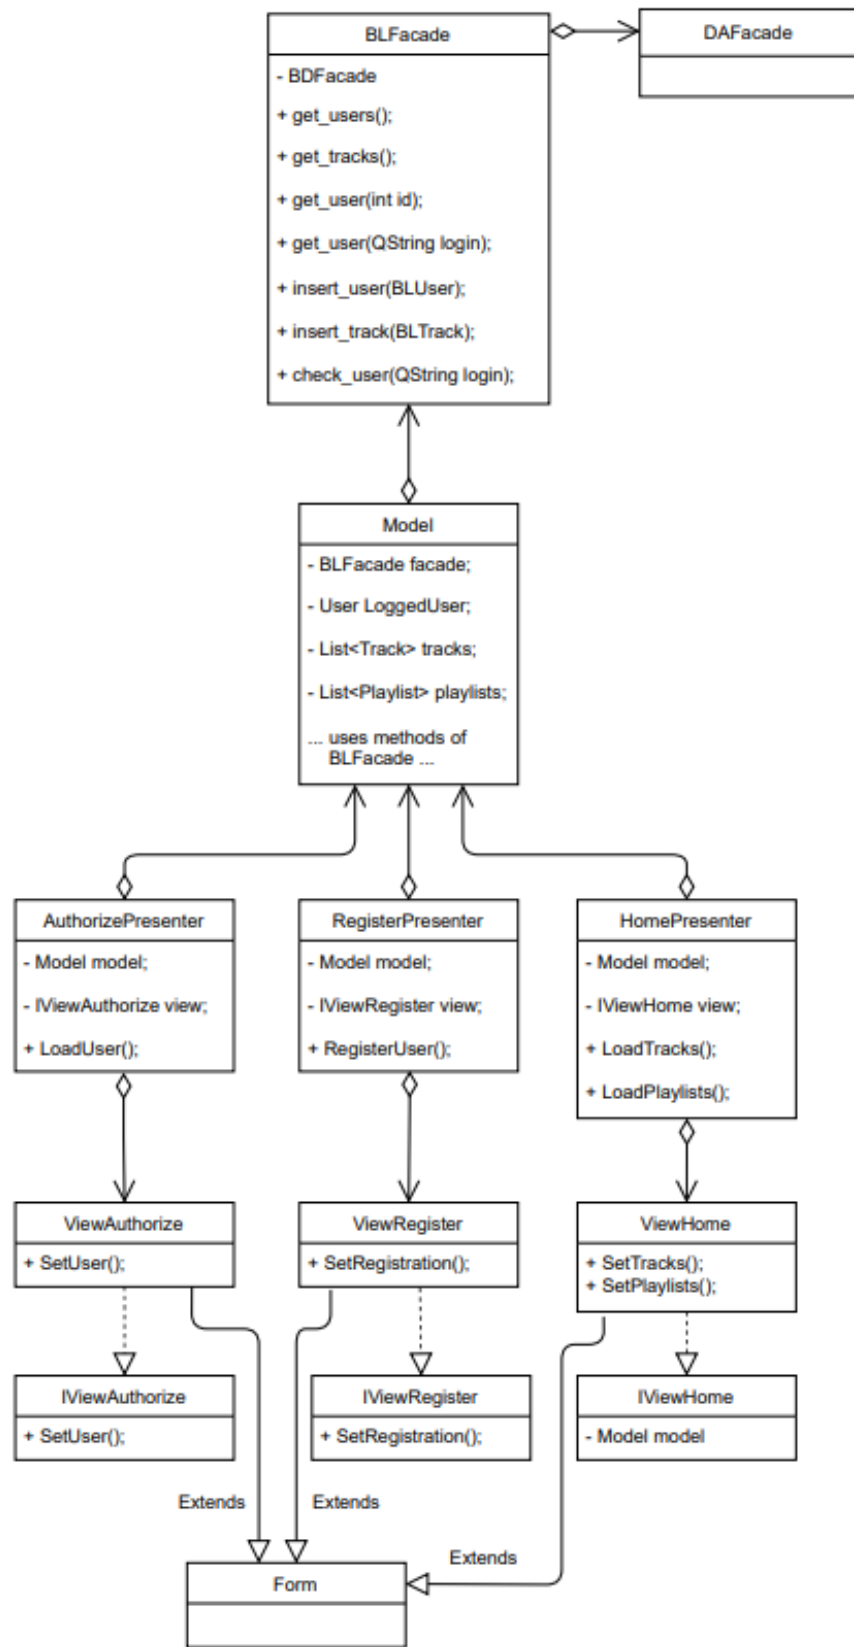 BLFacade
DAFacade
- BDFacade
+ get_users();
+ get_tracks();
+ get_user(int id);
+ get_user(QString login);
+ insert_user(BLUser);
+ insert_track(BLTrack);
+ check_user(QString login);
Model
- BLFacade facade;
- User LoggedUser;
- List<Track> tracks;
- List<Playlist> playlists;
... uses methods of
BLFacade ...
AuthorizePresenter
- Model model;
- IViewAuthorize view;
+ LoadUser();
RegisterPresenter
- Model model;
- IViewRegister view;
+ RegisterUser();
HomePresenter
- Model model;
- IViewHome view;
+ LoadTracks();
+ LoadPlaylists();
ViewAuthorize
+ SetUser();
ViewRegister
+ SetRegistration();
ViewHome
+ SetTracks();
+ SetPlaylists();
IViewAuthorize
+ SetUser();
IViewRegister
+ SetRegistration();
IViewHome
- Model model
Extends
Extends
Extends
Form